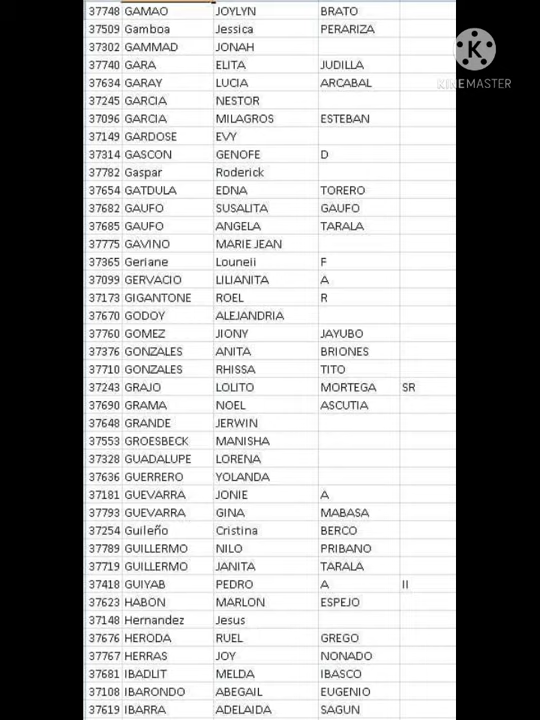 37748 GAMAO JOYLYN BRATO
37509 Gamboa Jessica PERARIZA
37302 GAMMAD JONAH
37740 GARA ELITA JUDILLA
37634 GARAY LUCIA ARCABAL
37245 GARCIA NESTOR
37096 GARCIA MILAGROS ESTEBAN
37149 GARDOSE EVY
37314 GASCON GENOFE D
37782 Gaspar Roderick
37654 GATDULA EDNA TORERO
37682 GAUFO SUSALITA GAUFO
37685 GAUFO ANGELA TARALA
37775 GAVINO MARIE JEAN
37365 Geriane Louneii F
37099 GERVACIO LILIANITA A
37173 GIGANTONE ROEL R
37670 GODOY ALEJANDRIA
37760 GOMEZ JIONY JAYUBO
37376 GONZALES ANITA BRIONES
37710 GONZALES RHISSA TITO
37243 GRAJO LOLITO MORTEGA SR
37690 GRAMA NOEL ASCUTIA
37648 GRANDE JERWIN
37553 GROESBECK MANISHA
37328 GUADALUPE LORENA
37636 GUERRERO YOLANDA
37181 GUEVARRA JONIE A
37793 GUEVARRA GINA MABASA
37254 Guileño Cristina BERCO
37789 GUILLERMO NILO PRIBANO
37719 GUILLERMO JANITA TARALA
37418 GUIYAB PEDRO A II
37623 HABON MARLON ESPEJO
37148 Hernandez Jesus
37676 HERODA RUEL GREGO
37767 HERRAS JOY NONADO
37681 IBADLIT MELDA IBASCO
37108 IBARONDO ABEGAIL EUGENIO
37619 IBARRA ADELAIDA SAGUN
KINEMASTER